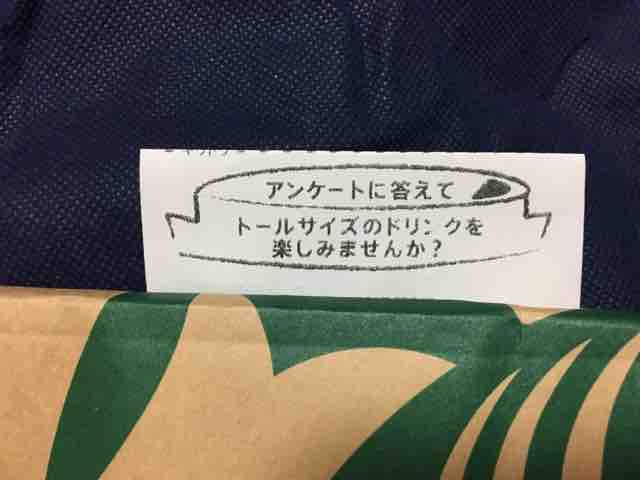 アンケートに答えて
トールサイズのドリンクを
楽しみませんか？